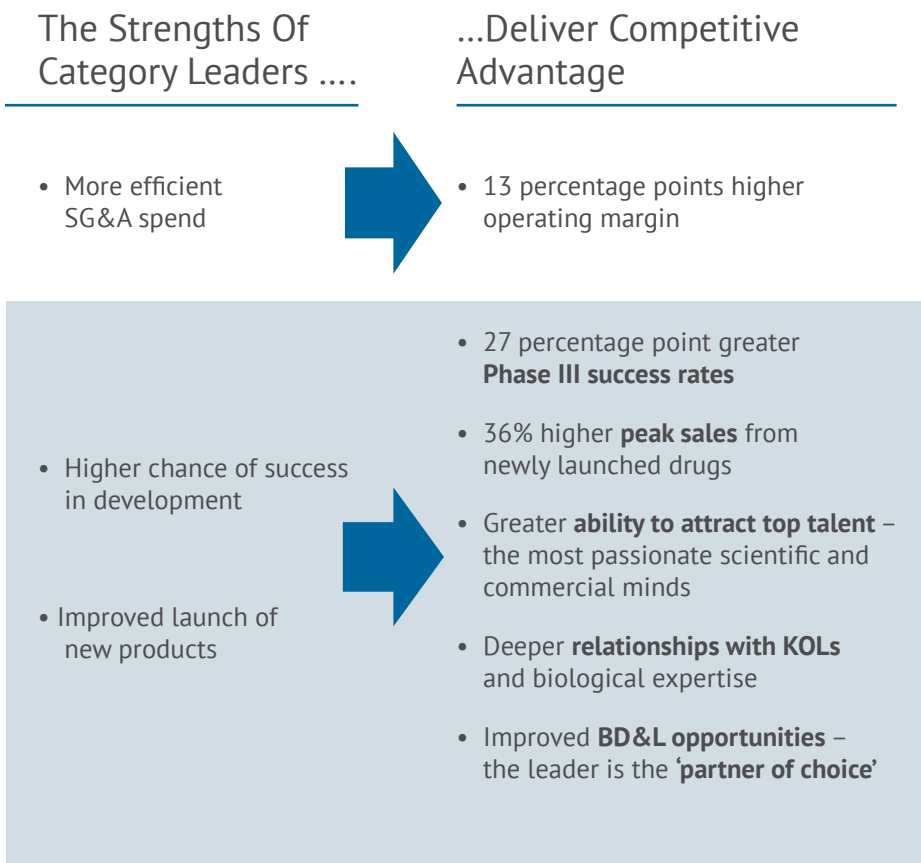 The Strengths Of
Category Leaders ....
...Deliver Competitive
Advantage
• More efficient
SG&A spend
• 13 percentage points higher
operating margin
• Higher chance of success
in development
• Improved launch of
new products
• 27 percentage point greater
Phase III success rates
• 36% higher peak sales from
newly launched drugs
• Greater ability to attract top talent –
the most passionate scientific and
commercial minds
• Deeper relationships with KOLs
and biological expertise
• Improved BD&L opportunities –
the leader is the ‘partner of choice’